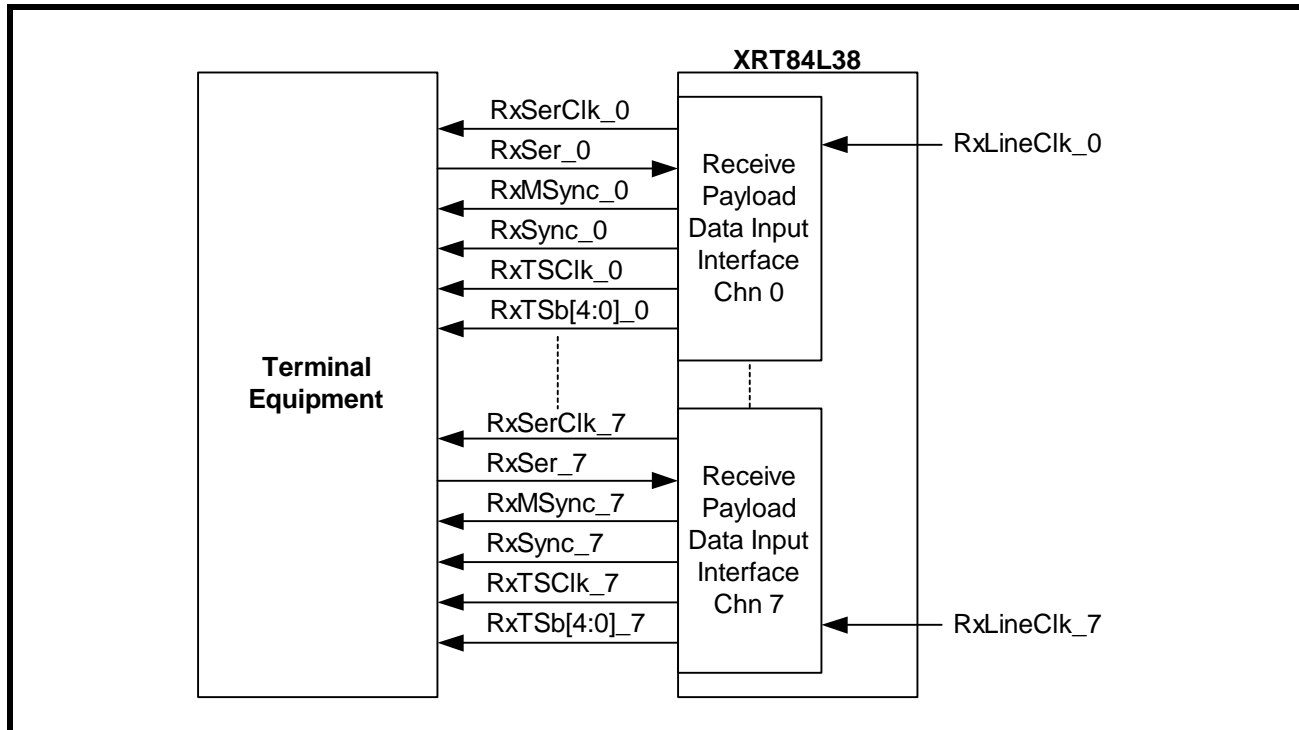 XRT84L38
RxSerClk_0
RxSer_0
RxMSync_0
RxSync_0
RxTSClk_0
RxTSb[4:0]_0
Receive
Payload
Data Input
Interface
Chn 0
RxLineClk_0
Terminal
Equipment
RxSerClk_7
RxSer_7
RxMSync_7
RxSync_7
RxTSClk_7
RxTSb[4:0]_7
Receive
Payload
Data Input
Interface
Chn 7
RxLineClk_7